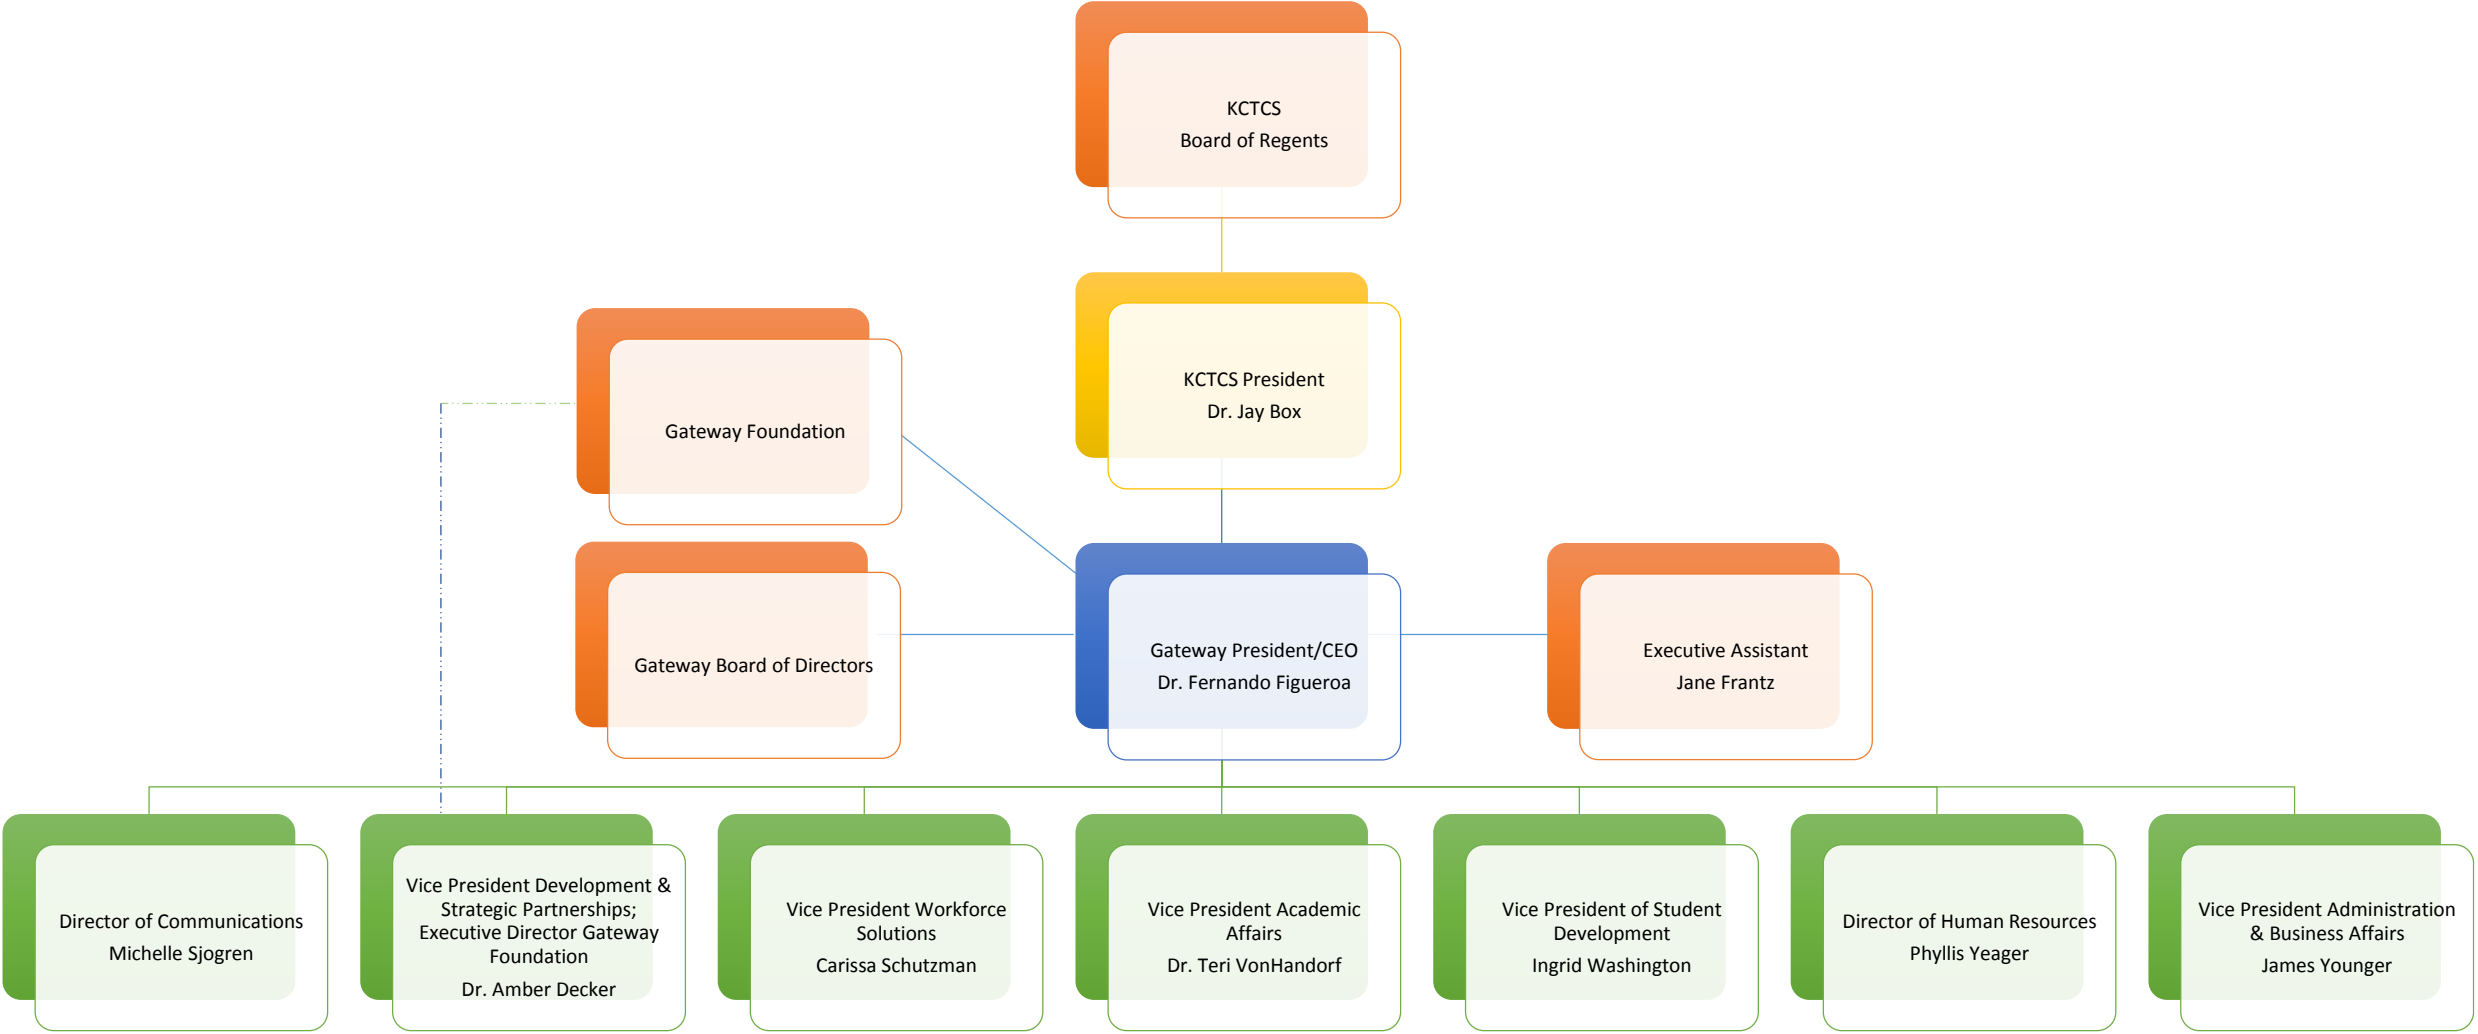 KCTCS
Board of Regents
KCTCS President
Dr. Jay Box
Gateway Foundation
Gateway Board of Directors
Gateway President/CEO
Dr. Fernando Figueroa
Executive Assistant
Jane Frantz
Director of Communications
Michelle Sjogren
Vice President Development &
Strategic Partnerships;
Executive Director Gateway
Foundation
Dr. Amber Decker
Vice President Workforce
Solutions
Carissa Schutzman
Vice President Academic
Affairs
Dr. Teri VonHandorf
Vice President of Student
Development
Ingrid Washington
Director of Human Resources
Phyllis Yeager
Vice President Administration
& Business Affairs
James Younger